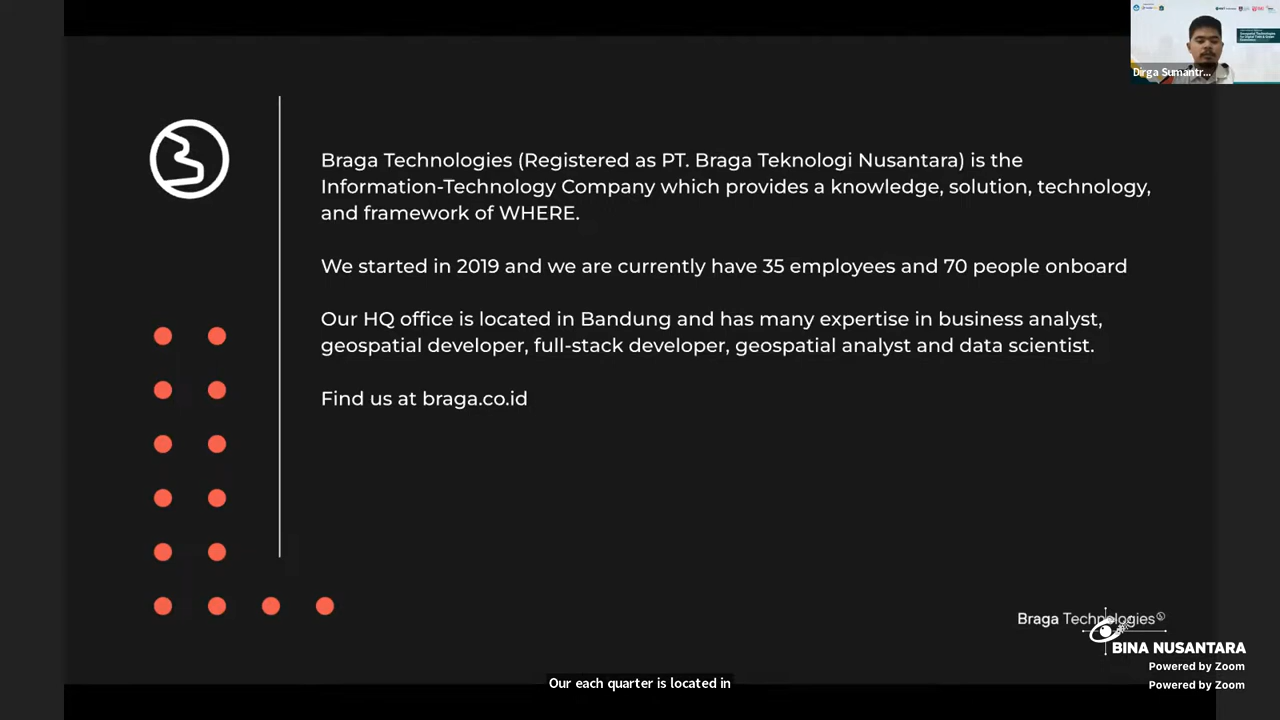 Dirga Sumantr...
Braga Technologies (Registered as PT. Braga Teknologi Nusantara) is the
Information-Technology Company which provides a knowledge, solution, technology,
and framework of WHERE.
We started in 2019 and we are currently have 35 employees and 70 people onboard
Our HQ office is located in Bandung and has many expertise in business analyst,
geospatial developer, full-stack developer, geospatial analyst and data scientist.
Find us at braga.co.id
Braga Technologies
BINA NUSANTARA
Powered by Zoom
Powered by Zoom
Our each quarter is located in